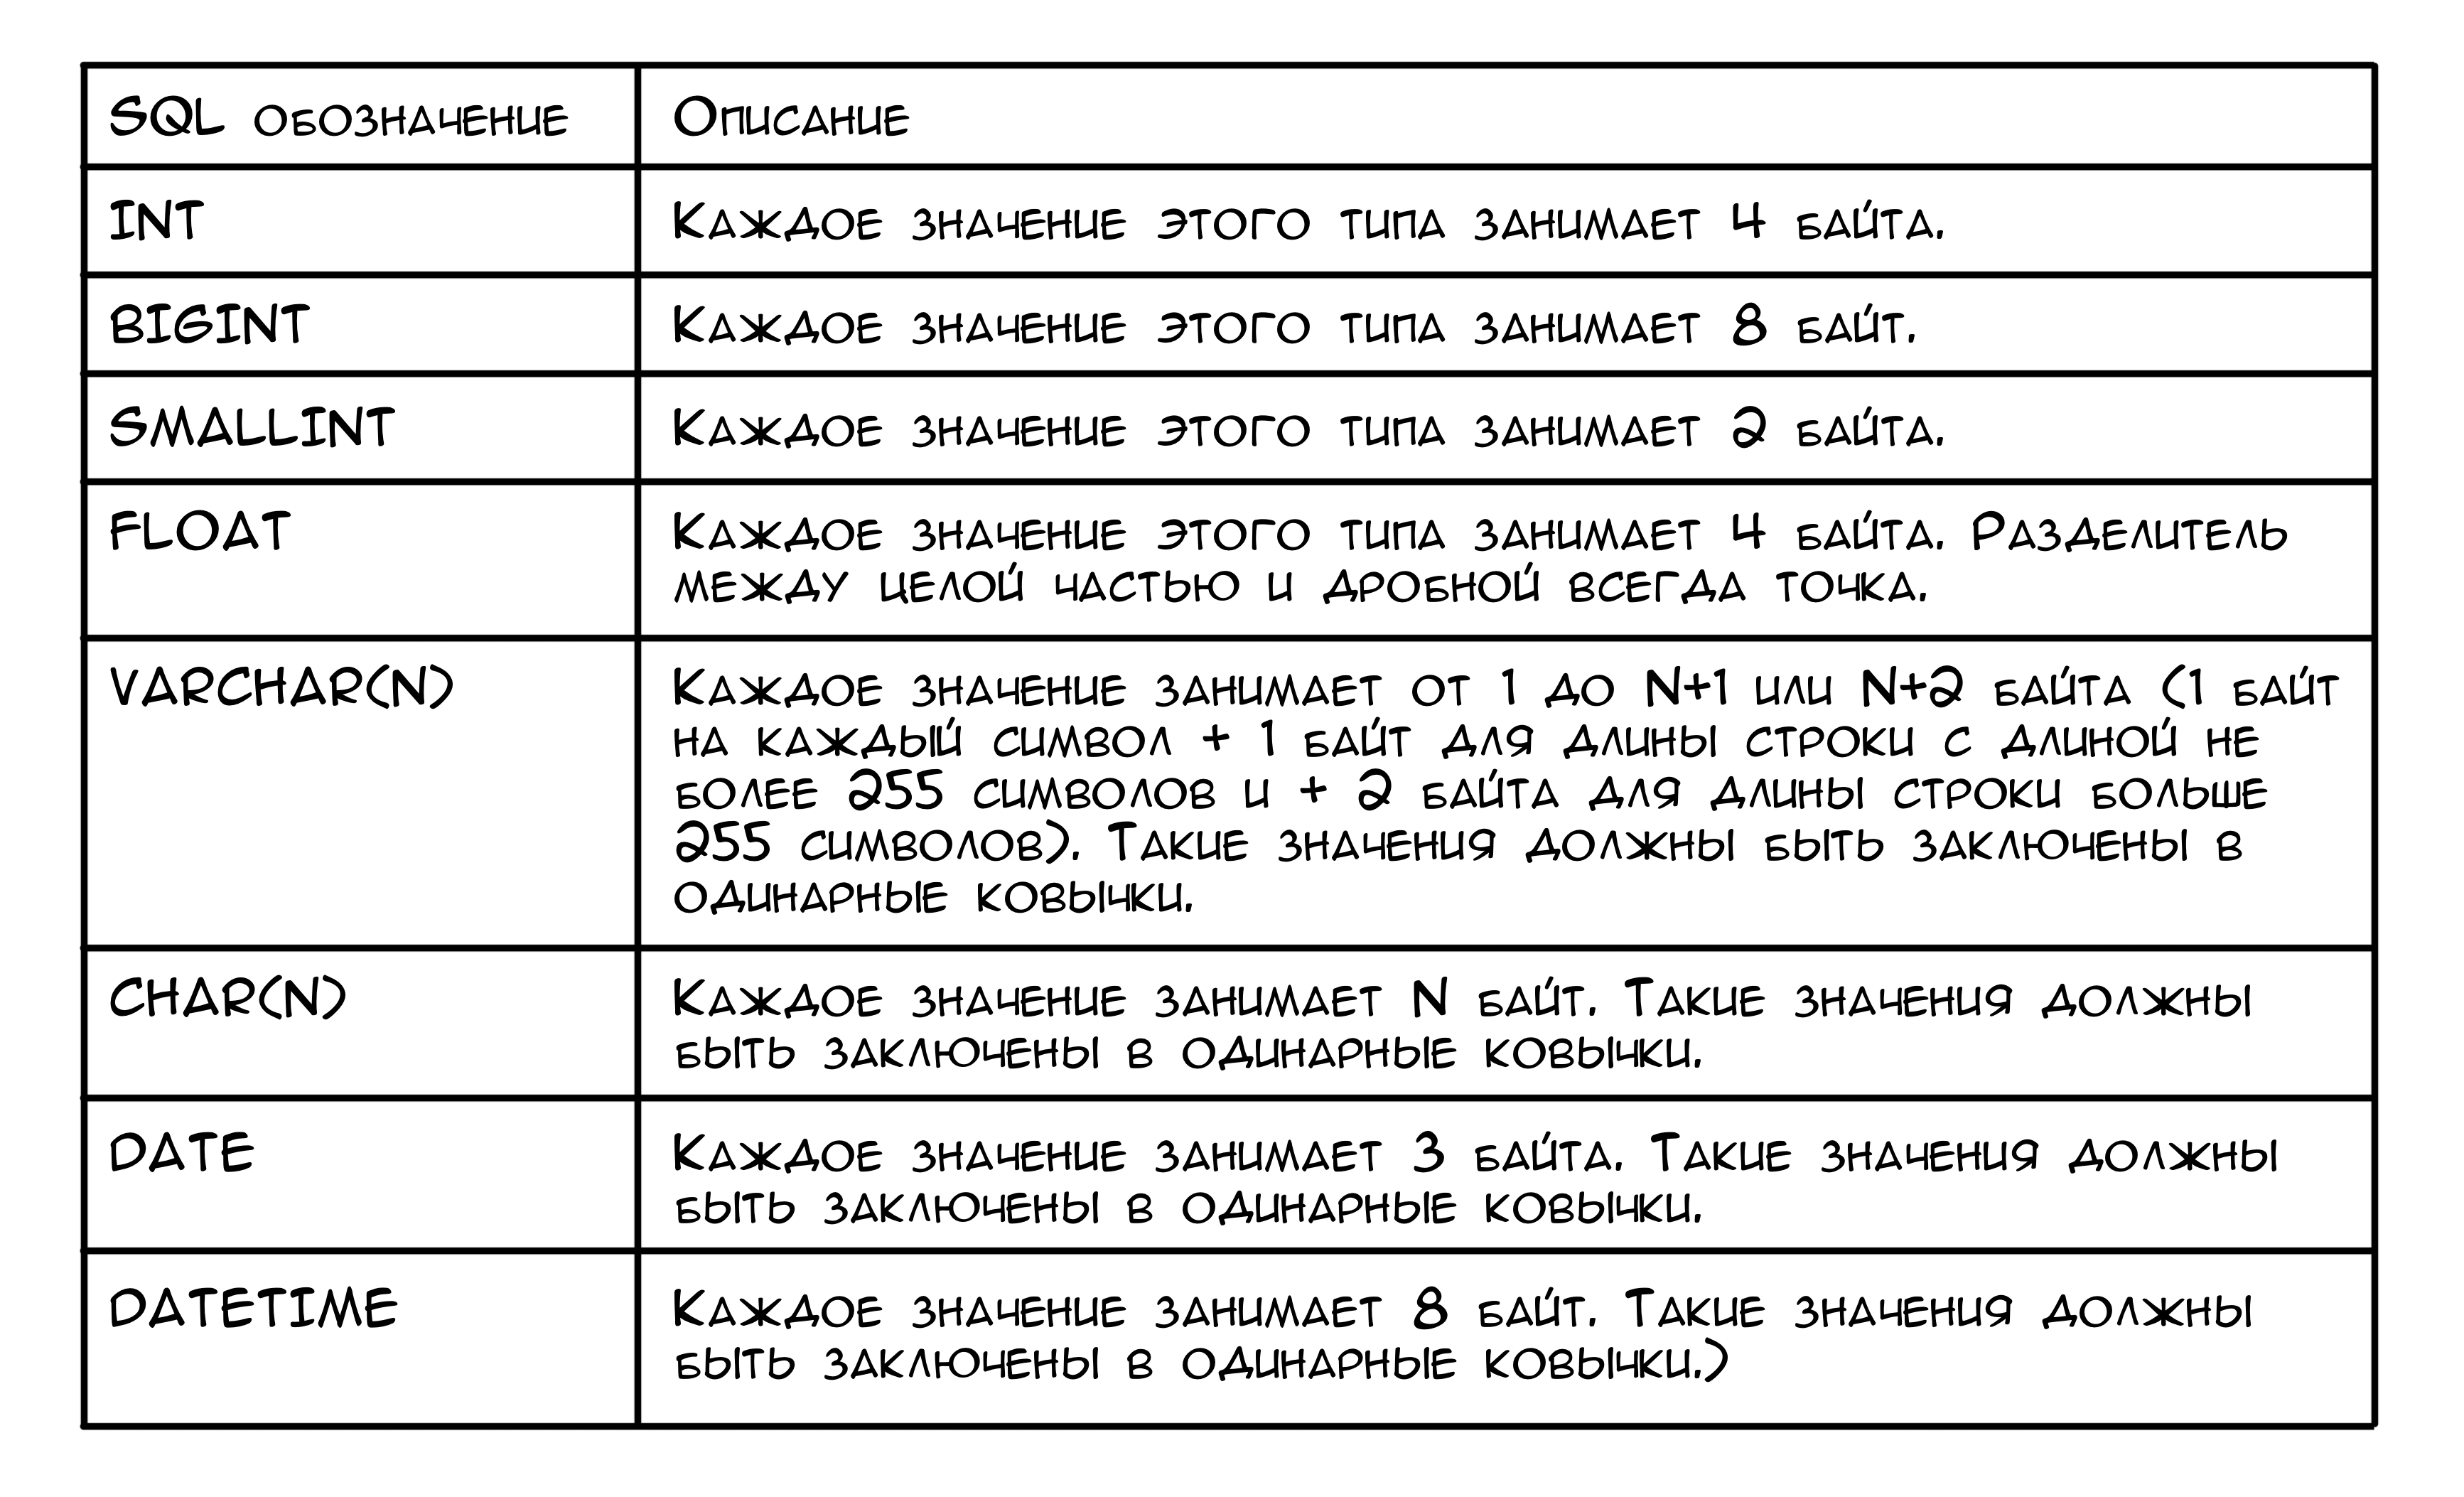 SQL обозначение
Описание
INT
Каждое значение этого типа занимает 4 байта.
BIGINT
Каждое значение этого типа занимает 8 байт.
SMALLINT
Каждое значение этого типа занимает 2 байта.
FLOAT
Каждое значение этого типа занимает 4 байта. Разделитель
между целой частью и дробной всегда точка.
VARCHAR(N)
Каждое значение занимает от 1 до N+1 или N+2 байта (1 байт
на каждый символ + 1 байт для длины строки с длиной не
более 255 символов и + 2 байта для длины строки больше
255 символов). Такие значения должны быть заключены в
одинарные ковычки.
CHAR(N)
Каждое значение занимает N байт. Такие значения должны
быть заключены в одинарные ковычки.
DATE
Каждое значение занимает 3 байта. Такие значения должны
быть заключены в одинарные ковычки.
DATETIME
Каждое значение занимает 8 байт. Такие значения должны
быть заключены в одинарные ковычки.)